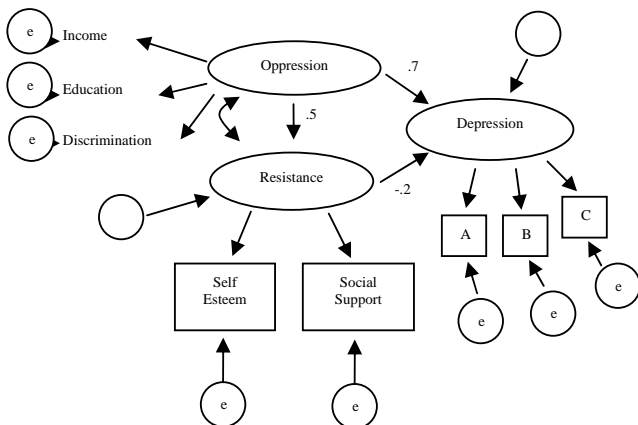 e Income
Oppression
.7
e Education
.5
Depression
e Discrimination
Resistance
-.2
A
B
C
Self
Esteem
Social
Support
e
e
e
e
e